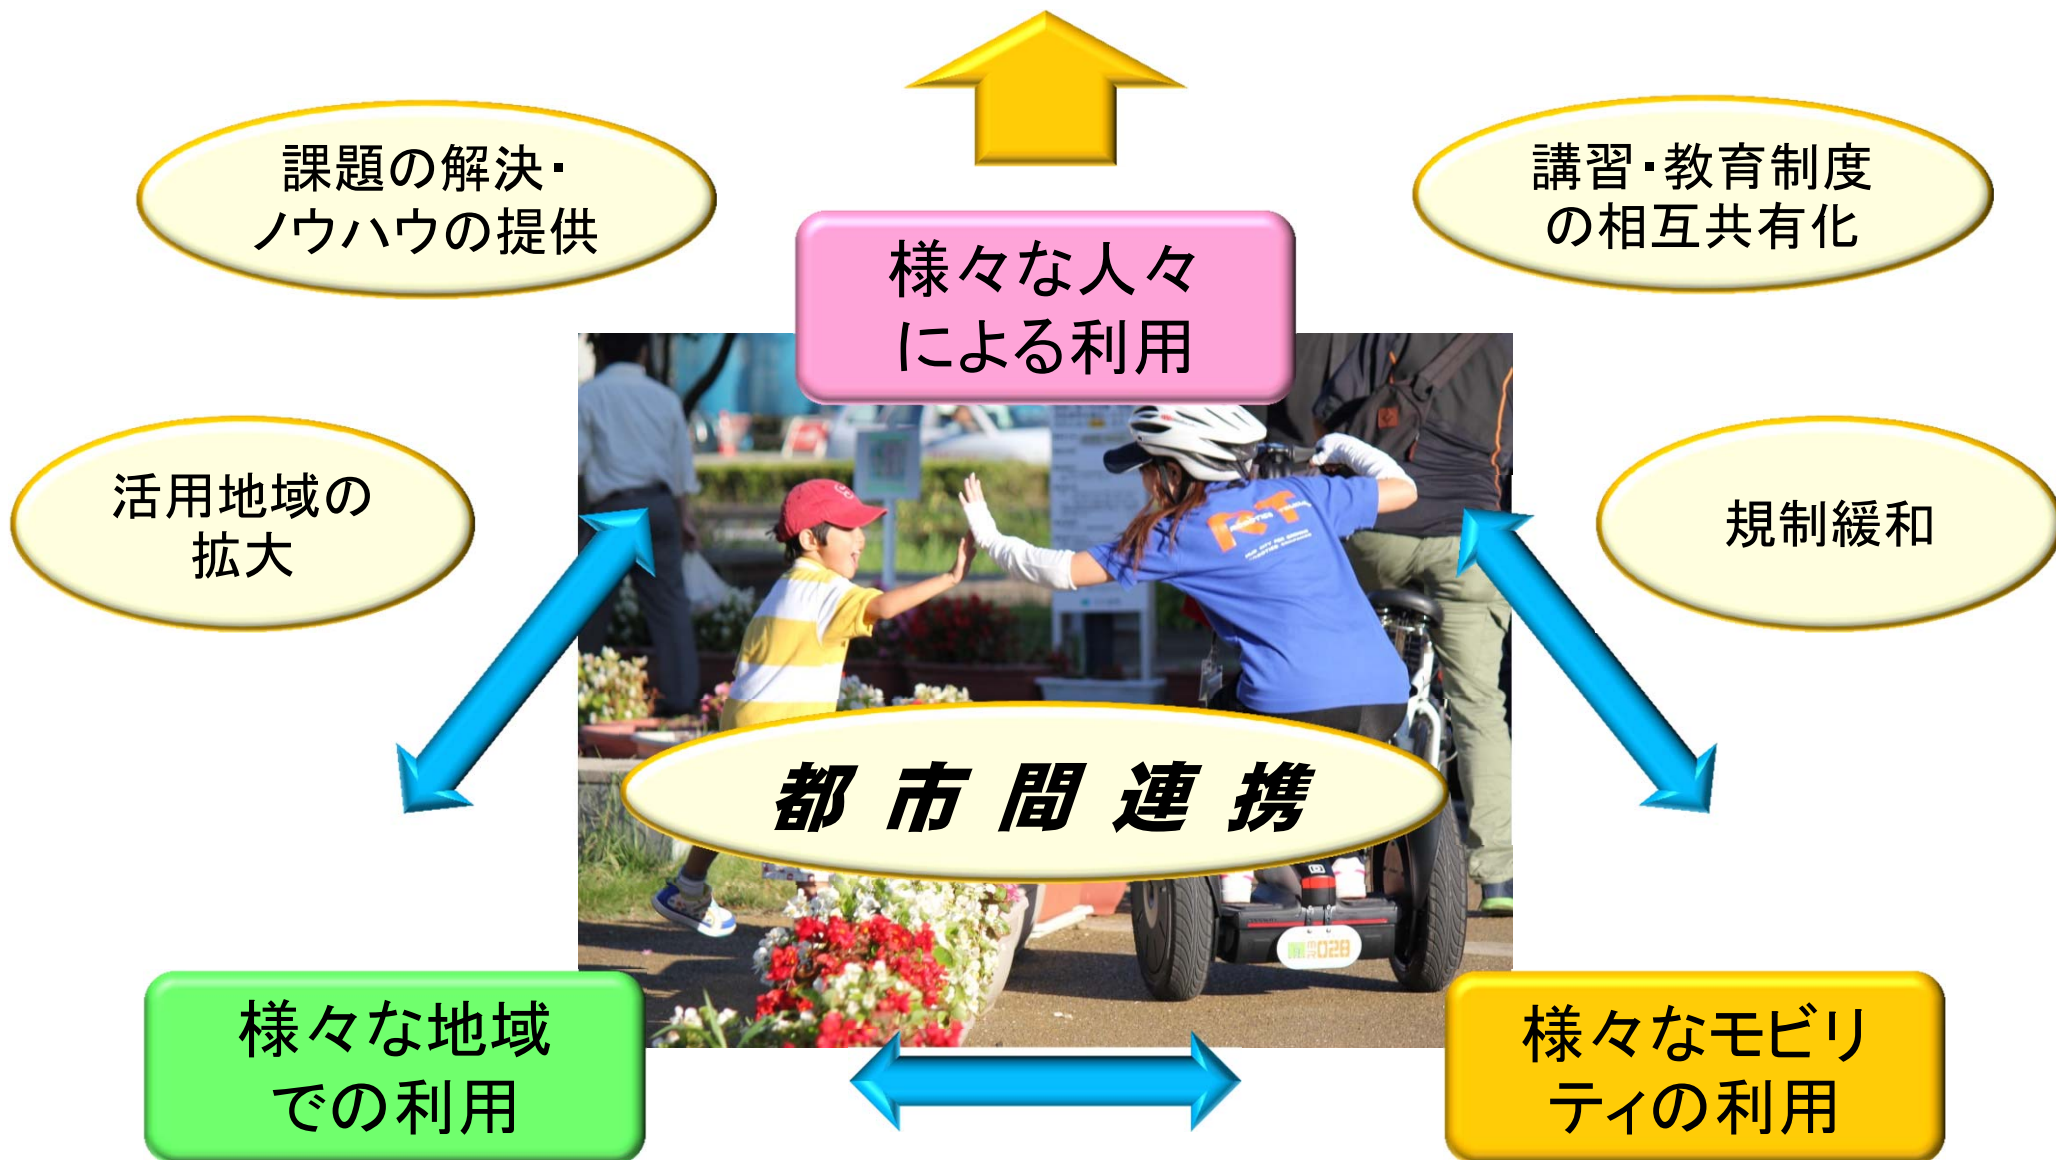 課題の解決・
ノウハウの提供
講習・教育制度
の相互共有化
様々な人々
による利用
活用地域の
拡大
規制緩和
都市間連携
028
様々な地域
での利用
様々なモビリ
ティの利用